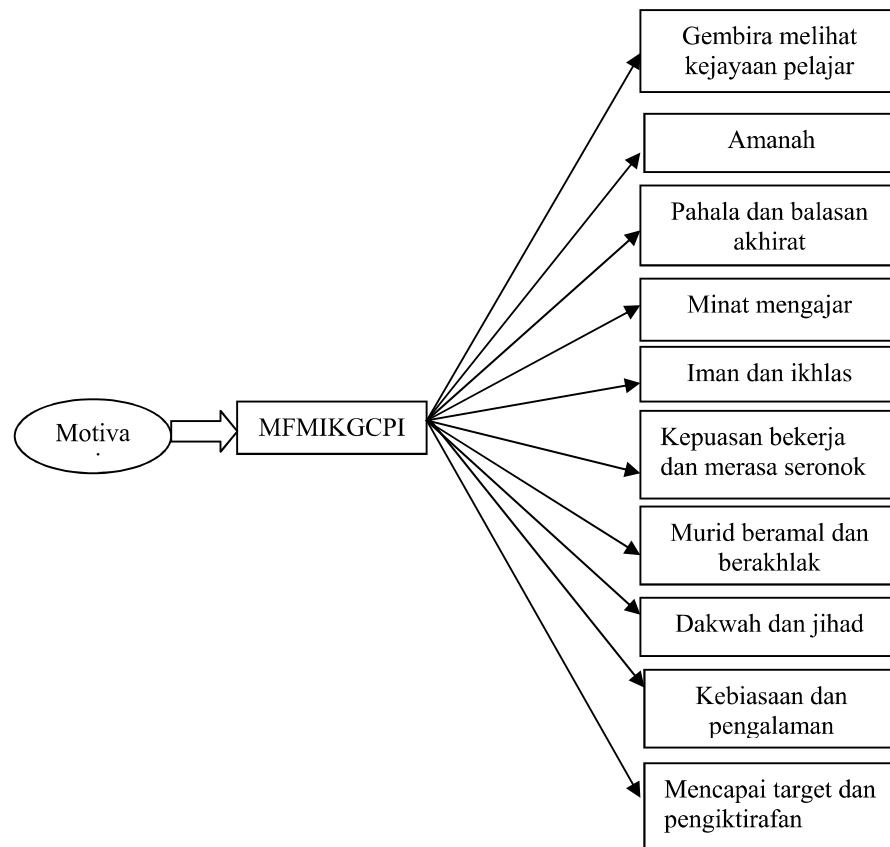 Gembira melihat
kejayaan pelajar
Amanah
Pahala dan balasan
akhirat
Minat mengajar
Iman dan ikhlas
Motiva
MFMIKGCPI
Kepuasan bekerja
dan merasa seronok
Murid beramal dan
berakhlak
Dakwah dan jihad
Kebiasaan dan
pengalaman
Mencapai target dan
pengiktirafan